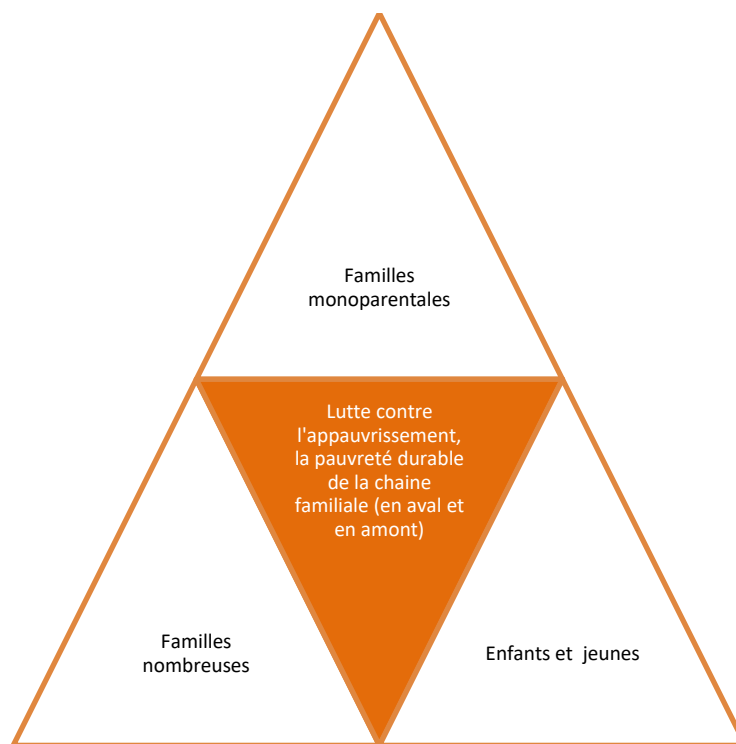 Familles
monoparentales
Lutte contre
l'appauvrissement,
la pauvreté durable
de la chaine
familiale (en aval et
en amont)
Familles
nombreuses
Enfants et jeunes